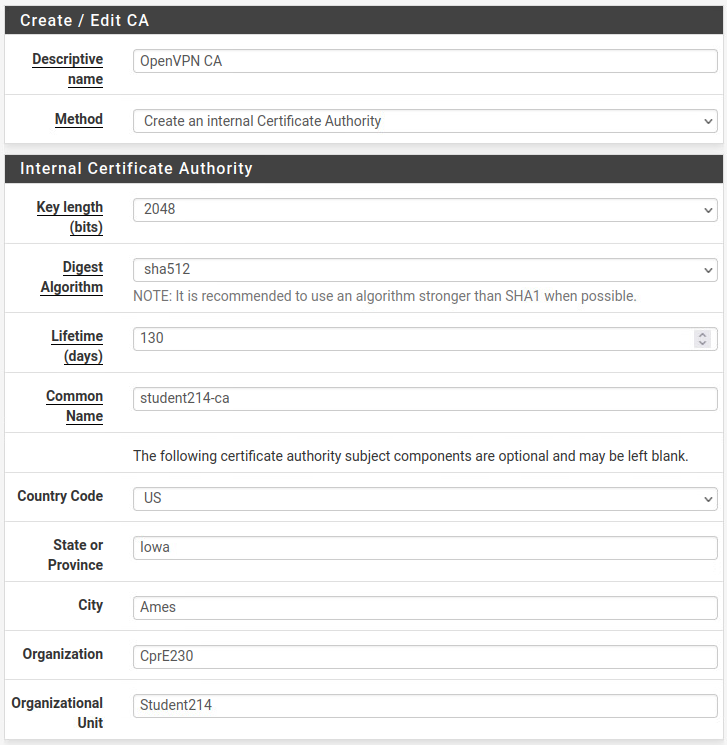 Create / Edit CA
Descriptive
name
OpenVPN CA
Method
Create an internal Certificate Authority
Internal Certificate Authority
Key length
(bits)
2048
Digest
Algorithm
sha512
NOTE: It is recommended to use an algorithm stronger than SHA1 when possible.
Lifetime
(days)
130
Common
Name
student214-ca
The following certificate authority subject components are optional and may be left blank.
Country Code
US
State or
Province
Iowa
City
Ames
Organization
CprE230
Organizational
Unit
Student214